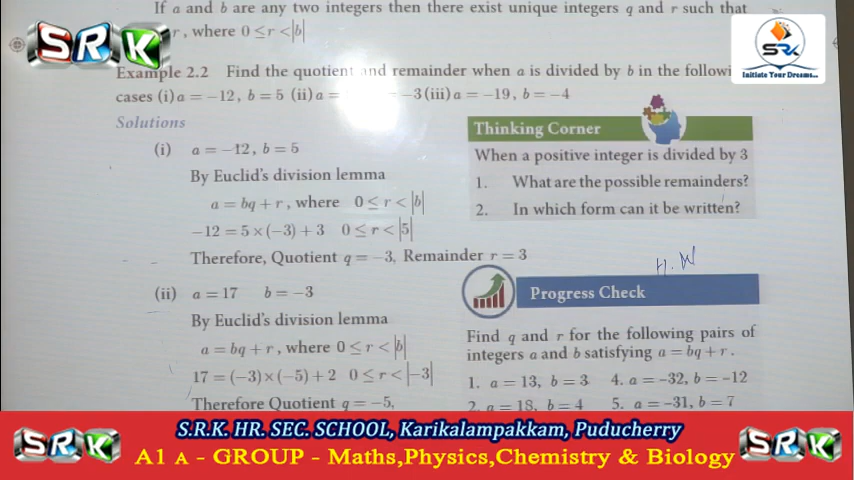 If a and b are any two integers then there exist unique integers q and r such that
r, where 0 ≤ r < |b|
SRK
SRK
Initiate Your Dreams...
Example 2.2 Find the quotient and remainder when a is divided by b in the
cases (i) a = −12, b = 5 (ii) a = −3 (iii) a = −19, b = −4
Solutions
(i) a = −12, b = 5
By Euclid's division lemma
a = bq + r, where 0 ≤ r < |b|
−12 = 5 × (−3) + 3 0 ≤ r < |5|
Therefore, Quotient q = −3, Remainder r = 3
(ii) a = 17 b = −3
By Euclid's division lemma
a = bq + r, where 0 ≤ r < |b|
17 = (−3) × (−5) + 2 0 ≤ r < |−3|
Therefore Quotient q = −5,
Thinking Corner
When a positive integer is divided by 3
1. What are the possible remainders?
2. In which form can it be written?
H.W
Progress Check
Find q and r for the following pairs of
integers a and b satisfying a = bq + r.
1. a = 13, b = 3 4. a = −32, b = −12
2. a = 18, b = 4 5. a = −31, b = 7
SRK
S.R.K. HR. SEC. SCHOOL, Karikalampakkam, Puducherry
A1 A - GROUP - Maths,Physics,Chemistry & Biology
SRK